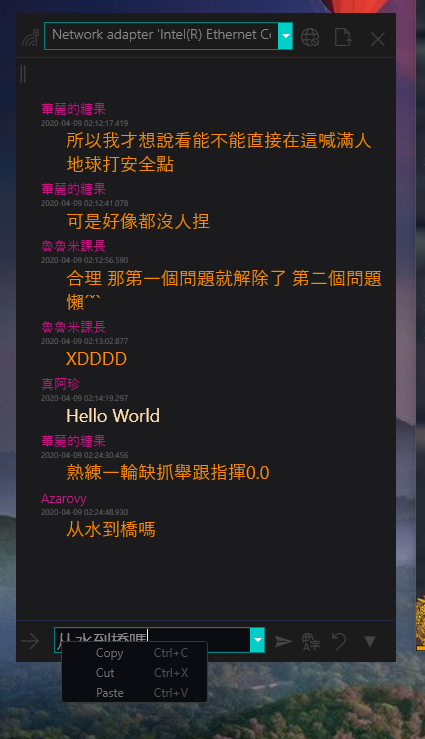 Network adapter 'Intel(R) Ethernet Co
華麗的糖果
2020-04-09 02:12:17.419
所以我才想說看能不能直接在這喊滿人
地球打安全點
華麗的糖果
2020-04-09 02:12:41.078
可是好像都沒人捏
魯魯米課長
2020-04-09 02:12:56.590
合理 那第一個問題就解除了 第二個問題
懶ˊˇˋ
魯魯米課長
2020-04-09 02:13:02.877
XDDDD
真阿珍
2020-04-09 02:14:19.297
Hello World
華麗的糖果
2020-04-09 02:24:30.456
熟練一輪缺抓舉跟指揮0.0
Azarovy
2020-04-09 02:24:48.930
从水到橋嗎
从水到橋嗎
Copy Ctrl+C
Cut Ctrl+X
Paste Ctrl+V